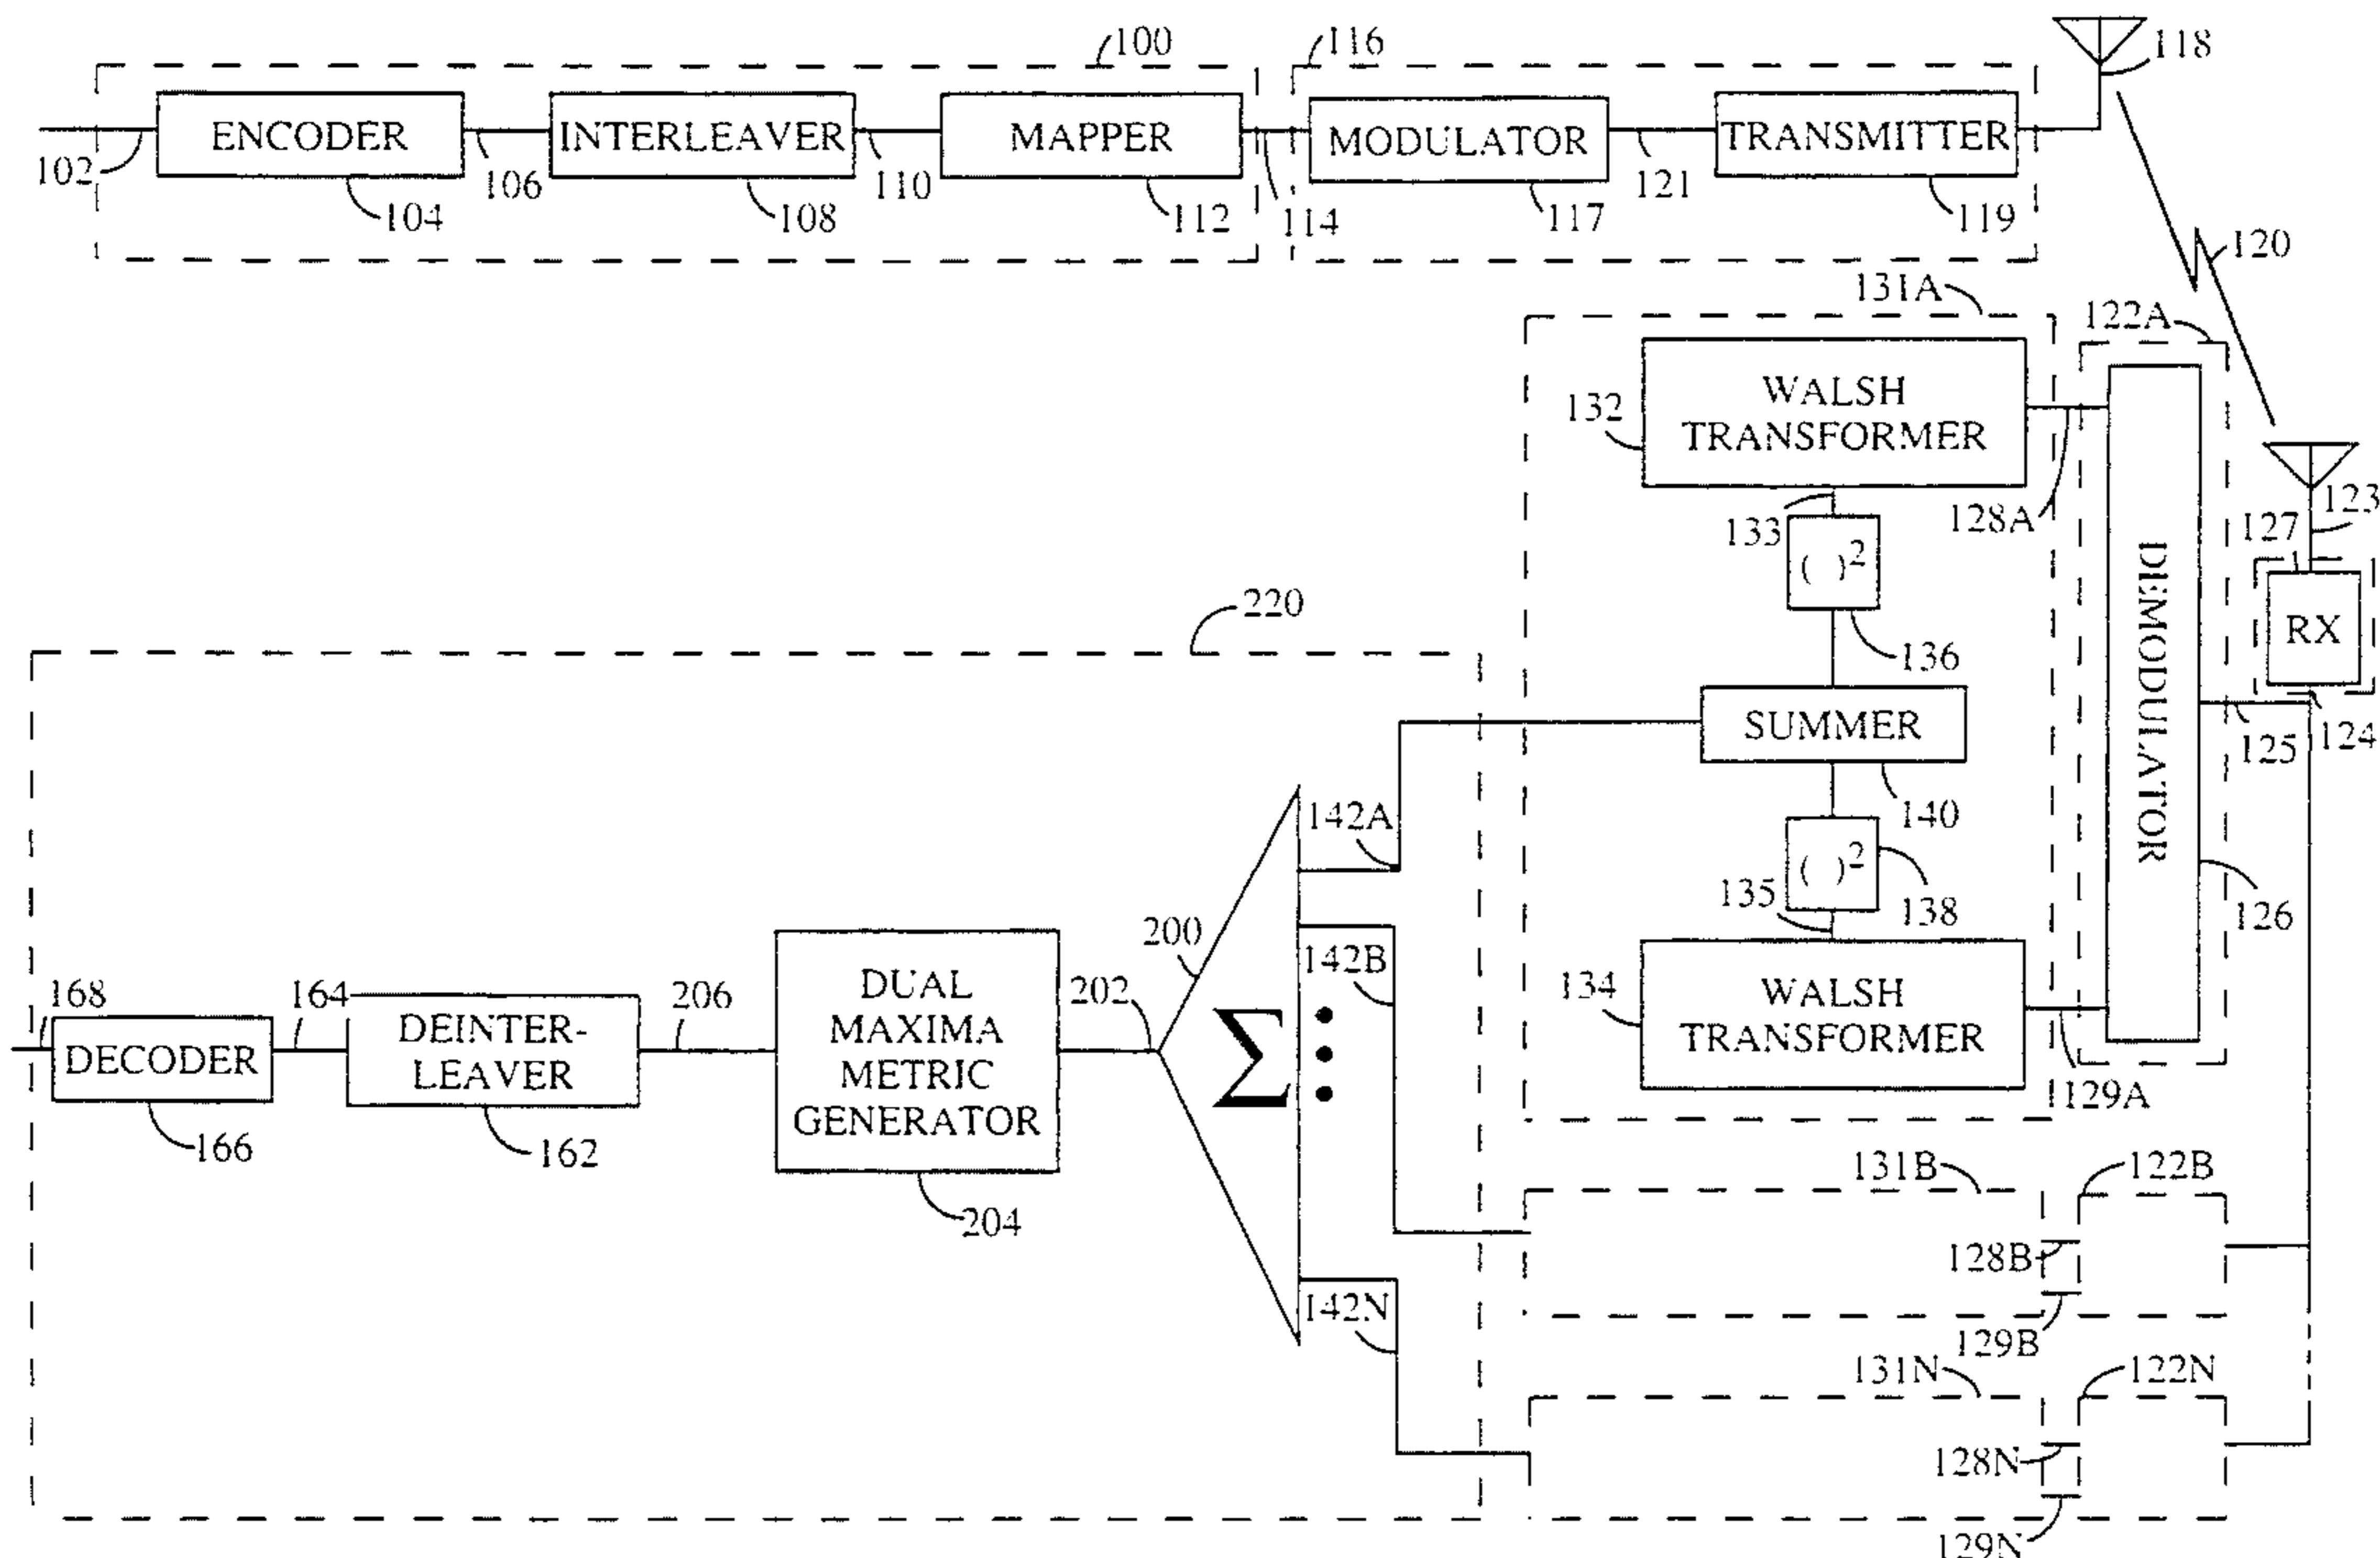 100
116
118
ENCODER
INTERLEAVER
MAPPER
MODULATOR
TRANSMITTER
102
106
110
114
121
104
108
112
117
119
120
131A
122A
WALSH
TRANSFORMER
132
128A
123
127
133
( )²
136
RX
220
SUMMER
125
124
140
142A
( )²
135
138
126
DEMODULATOR
200
142B
134
WALSH
TRANSFORMER
129A
168
164
206
202
DECODER
DEINTER-
LEAVER
DUAL
MAXIMA
METRIC
GENERATOR
Σ
166
162
204
131B
122B
128B
129B
142N
131N
122N
128N
129N